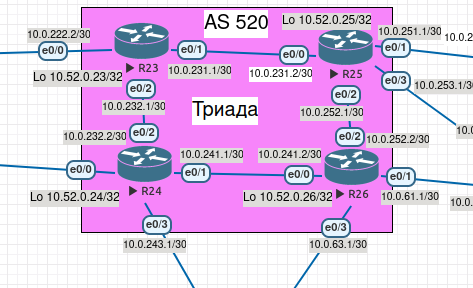 AS 520
Lo 10.52.0.25/32
10.0.222.2/30
10.0.251.1/30
e0/0
e0/1
e0/0
e0/1
R23
R25
10.0.231.1/30
10.0.231.2/30
Lo 10.52.0.23/32
e0/2
e0/2
e0/3
10.0.253.1/30
10.0.232.1/30
Триада
10.0.252.1/30
10.0.232.2/30
e0/2
e0/2
10.0.252.2/30
10.0.241.1/30
10.0.241.2/30
e0/0
e0/1
e0/0
e0/1
R24
R26
Lo 10.52.0.24/32
Lo 10.52.0.26/32
10.0.61.1/30
e0/3
e0/3
10.0.243.1/30
10.0.63.1/30